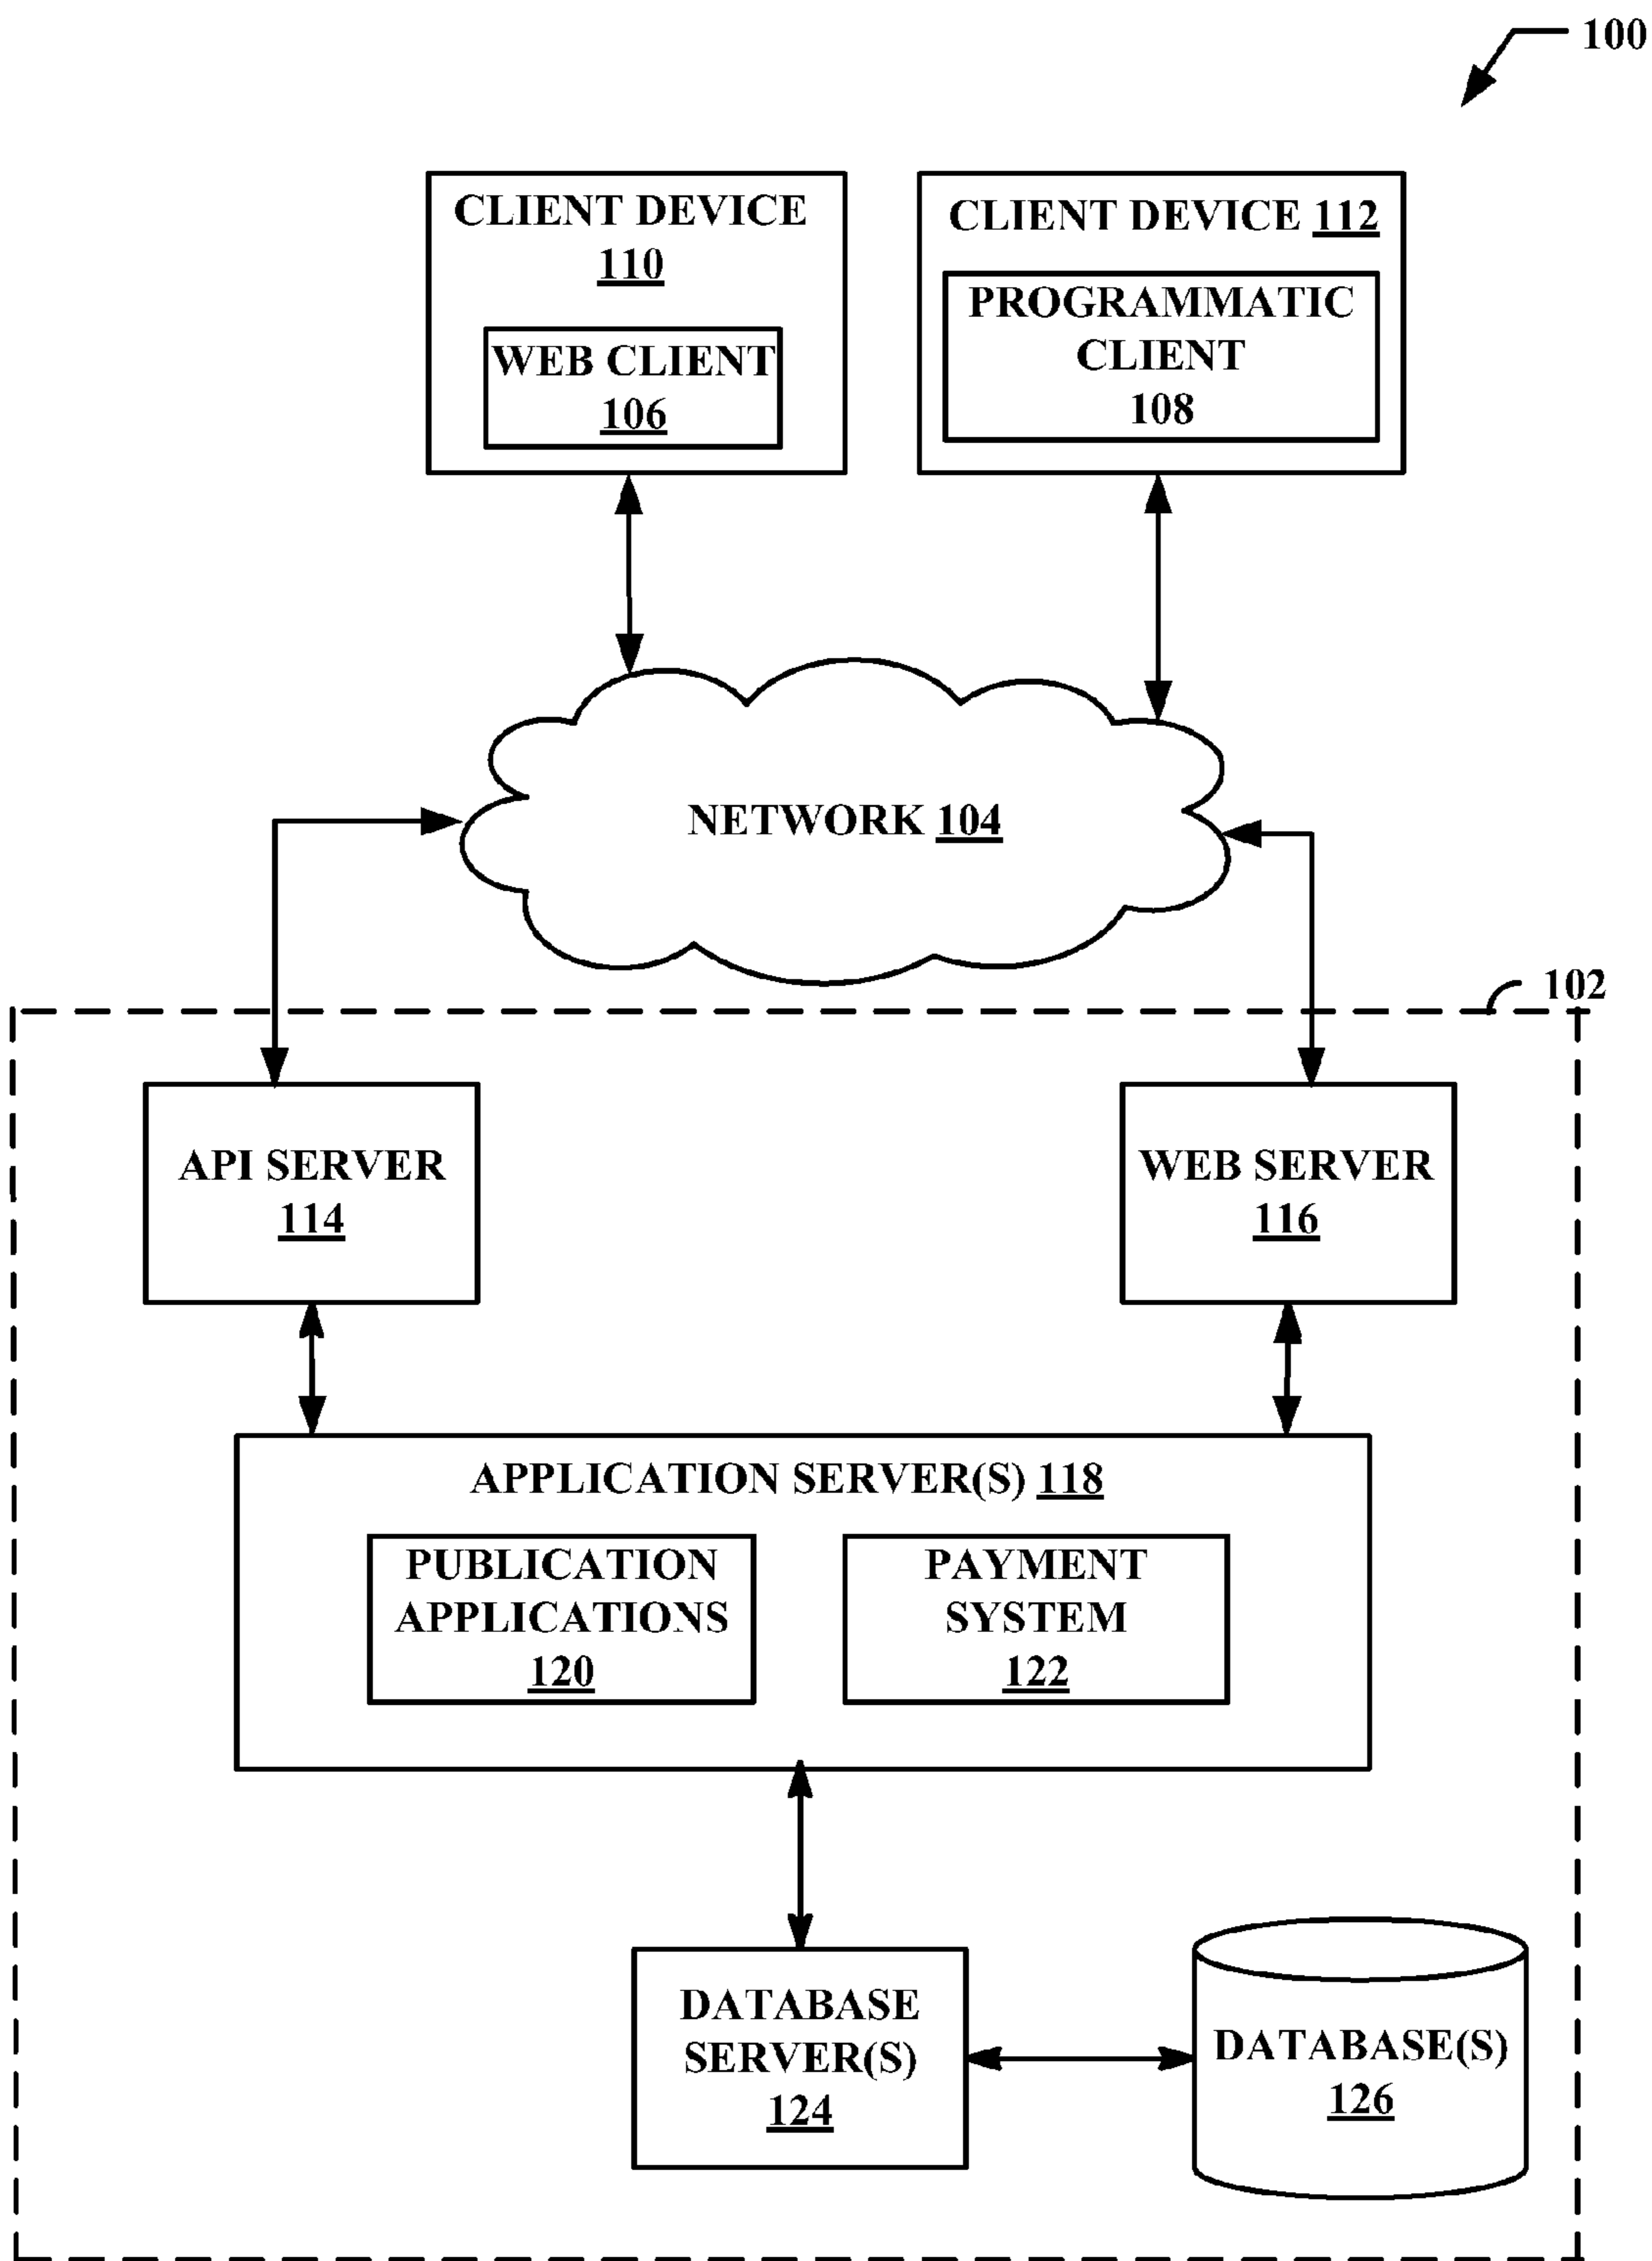 100
CLIENT DEVICE
110
WEB CLIENT
106
CLIENT DEVICE 112
PROGRAMMATIC
CLIENT
108
NETWORK 104
102
API SERVER
114
WEB SERVER
116
APPLICATION SERVER(S) 118
PUBLICATION
APPLICATIONS
120
PAYMENT
SYSTEM
122
DATABASE
SERVER(S)
124
DATABASE(S)
126